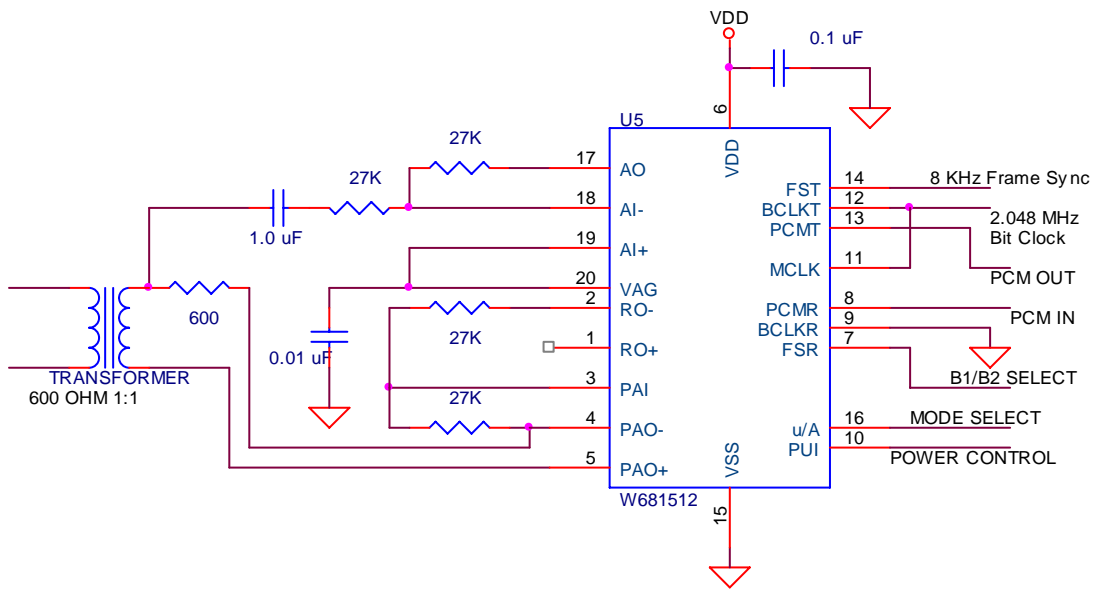 VDD
0.1 uF
6
U5
VDD
27K
17
AO
FST
14
8 KHz Frame Sync
27K
18
AI-
BCLKT
12
1.0 uF
PCMT
13
2.048 MHz
Bit Clock
19
AI+
MCLK
11
PCM OUT
20
VAG
2
RO-
PCMR
8
PCM IN
600
27K
BCLKR
9
0.01 uF
1
RO+
FSR
7
TRANSFORMER
600 OHM 1:1
3
PAI
B1/B2 SELECT
27K
4
PAO-
u/A
16
MODE SELECT
PUI
10
POWER CONTROL
5
PAO+
VSS
W681512
15